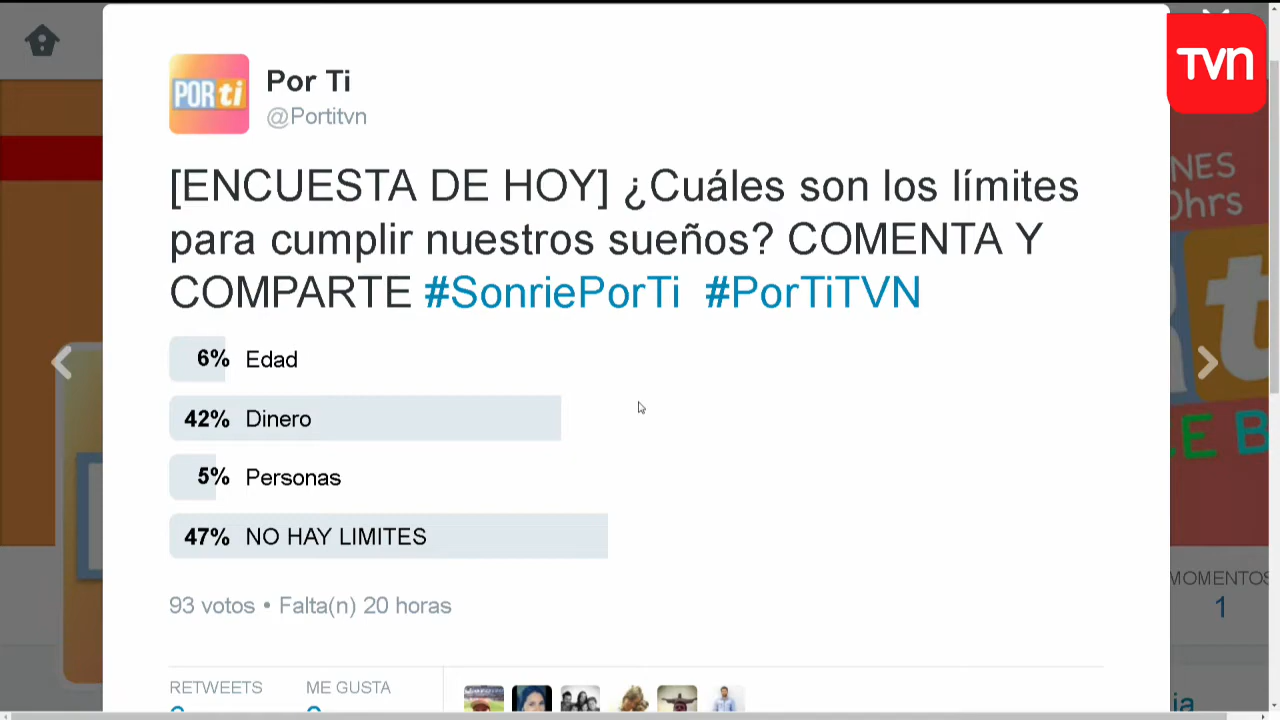 TVN
PORti
Por Ti
@Portitvn
[ENCUESTA DE HOY] ¿Cuáles son los límites
para cumplir nuestros sueños? COMENTA Y
COMPARTE #SonriePorTi #PorTiTVN
6% Edad
42% Dinero
5% Personas
47% NO HAY LIMITES
93 votos • Falta(n) 20 horas
MOMENTOS
1
RETWEETS
ME GUSTA